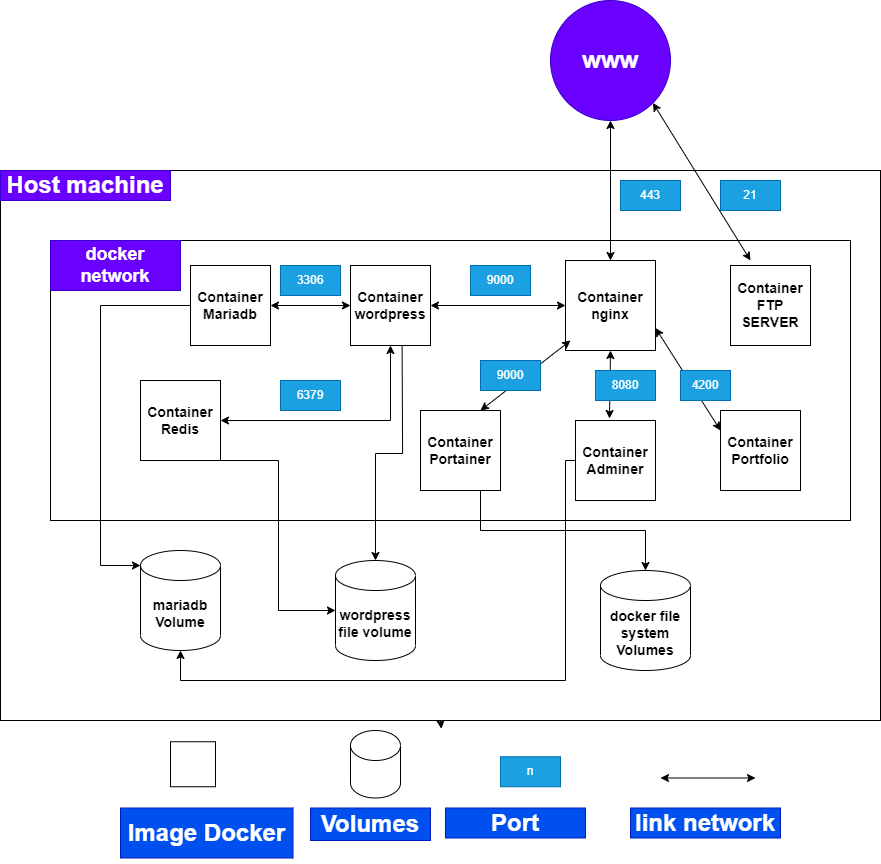 www
Host machine
443
21
docker
network
Container
Mariadb
3306
Container
wordpress
9000
Container
nginx
Container
FTP
SERVER
Container
Redis
6379
9000
8080
4200
Container
Portainer
Container
Adminer
Container
Portfolio
mariadb
Volume
wordpress
file volume
docker file
system
Volumes
n
Image Docker
Volumes
Port
link network